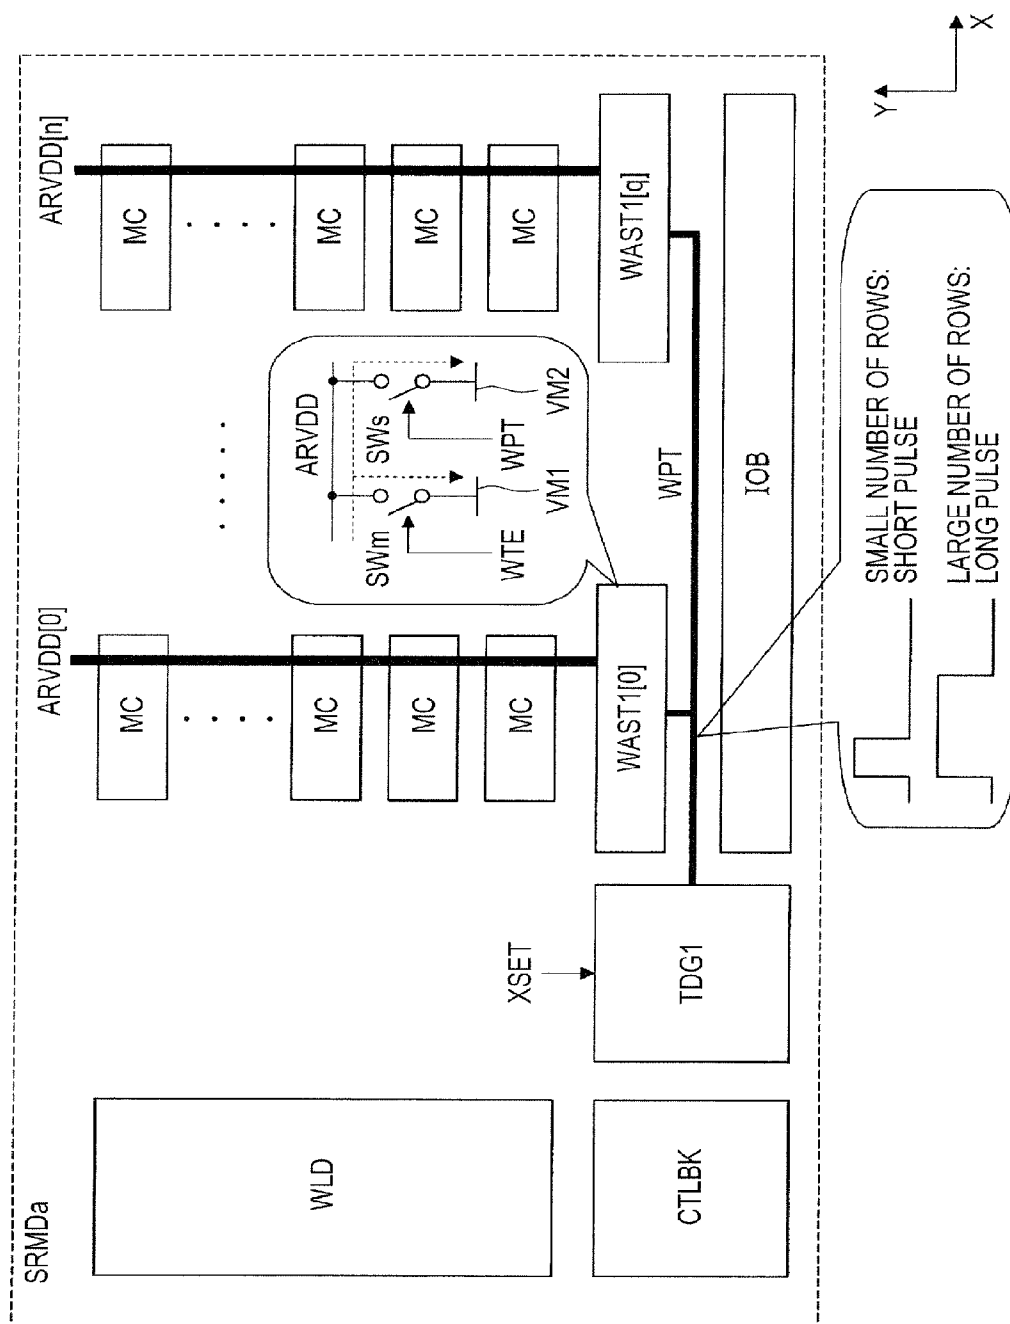 SRMDa
WLD
CTLBK
XSET
TDG1
ARVDD[0]
MC
. . . .
MC
MC
MC
WAST1[0]
. . . .
ARVDD
SWm
SWs
WTE
WPT
VM1
VM2
ARVDD[n]
MC
. . . .
MC
MC
MC
WAST1[q]
WPT
IOB
SMALL NUMBER OF ROWS:
SHORT PULSE
LARGE NUMBER OF ROWS:
LONG PULSE
Y
X